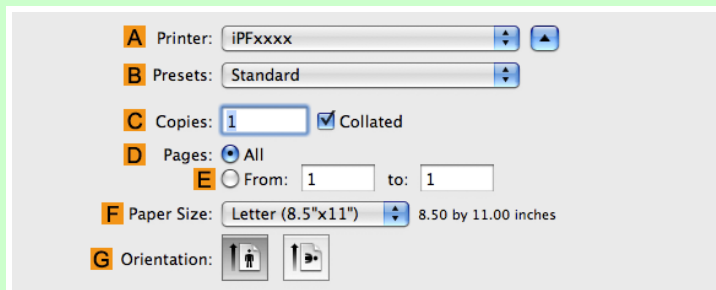 A Printer: iPFxxxx
B Presets: Standard
C Copies: 1 Collated
D Pages: All
E From: 1 to: 1
F Paper Size: Letter (8.5"x11") 8.50 by 11.00 inches
G Orientation: